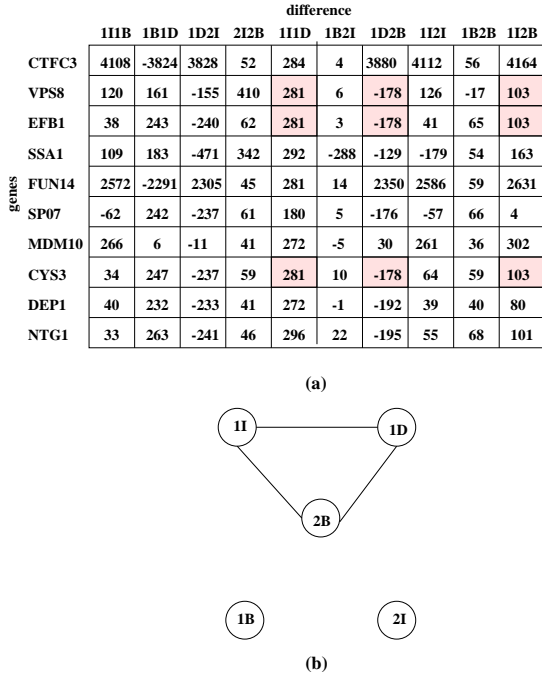 difference
1I1B 1B1D 1D2I 2I2B 1I1D 1B2I 1D2B 1I2I 1B2B 1I2B
genes
CTFC3 4108 -3824 3828 52 284 4 3880 4112 56 4164
VPS8 120 161 -155 410 281 6 -178 126 -17 103
EFB1 38 243 -240 62 281 3 -178 41 65 103
SSA1 109 183 -471 342 292 -288 -129 -179 54 163
FUN14 2572 -2291 2305 45 281 14 2350 2586 59 2631
SP07 -62 242 -237 61 180 5 -176 -57 66 4
MDM10 266 6 -11 41 272 -5 30 261 36 302
CYS3 34 247 -237 59 281 10 -178 64 59 103
DEP1 40 232 -233 41 272 -1 -192 39 40 80
NTG1 33 263 -241 46 296 22 -195 55 68 101
(a)
1I 1D
2B
1B 2I
(b)